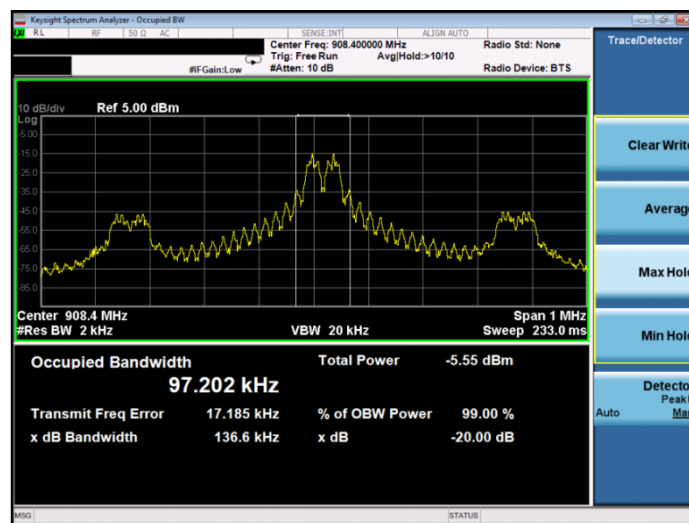 Keysight Spectrum Analyzer - Occupied BW
RL RF 50 Ω AC SENSE:INT ALIGN AUTO
Center Freq: 908.400000 MHz Radio Std: None
Trig: Free Run Avg|Hold:>10/10
#IFGain:Low #Atten: 10 dB Radio Device: BTS
Trace/Detector
10 dB/div Ref 5.00 dBm
Log
-5.00
-15.0
-25.0
-35.0
-45.0
-55.0
-65.0
-75.0
-85.0
Clear Write
Average
Max Hold
Min Hold
Center 908.4 MHz Span 1 MHz
#Res BW 2 kHz VBW 20 kHz Sweep 233.0 ms
Occupied Bandwidth Total Power -5.55 dBm
97.202 kHz
Transmit Freq Error 17.185 kHz % of OBW Power 99.00 %
x dB Bandwidth 136.6 kHz x dB -20.00 dB
Detector
Peak
Auto Ma
MSG STATUS